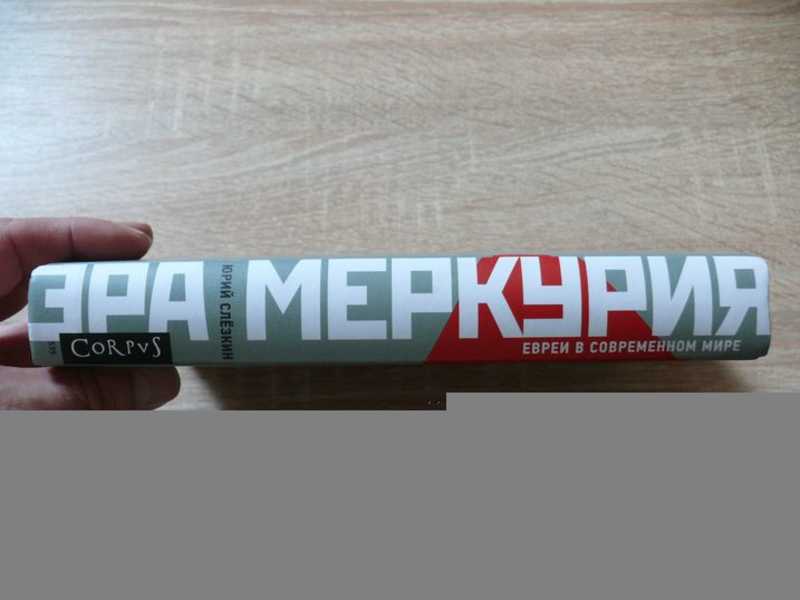 ЭРА МЕРКУРИЯ
ЮРИЙ СЛЁЗКИН
ЕВРЕИ В СОВРЕМЕННОМ МИРЕ
CORPVS